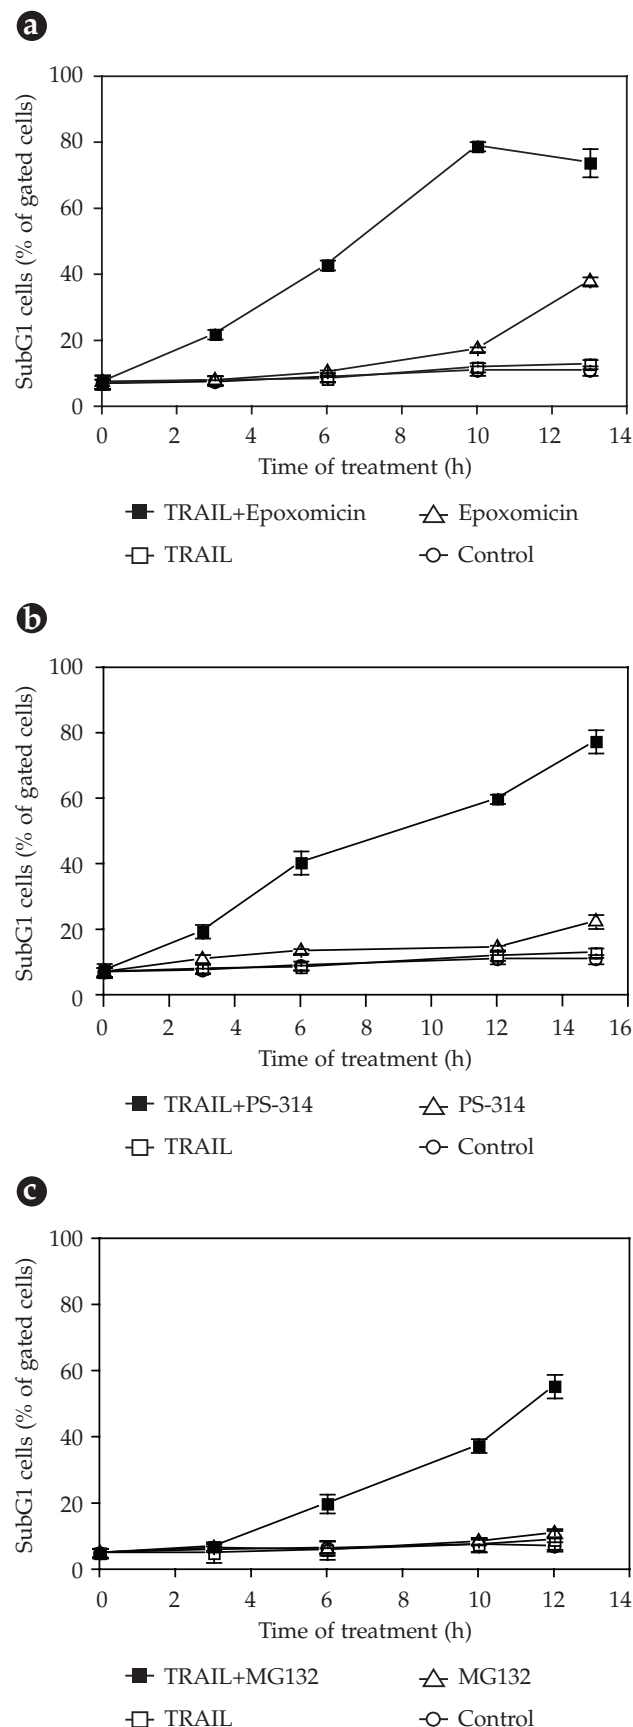 a
100
80
60
40
20
0
SubG1 cells (% of gated cells)
0 2 4 6 8 10 12 14
Time of treatment (h)
TRAIL+Epoxomicin Epoxomicin
TRAIL Control
b
100
80
60
40
20
0
SubG1 cells (% of gated cells)
0 2 4 6 8 10 12 14 16
Time of treatment (h)
TRAIL+PS-314 PS-314
TRAIL Control
c
100
80
60
40
20
0
SubG1 cells (% of gated cells)
0 2 4 6 8 10 12 14
Time of treatment (h)
TRAIL+MG132 MG132
TRAIL Control